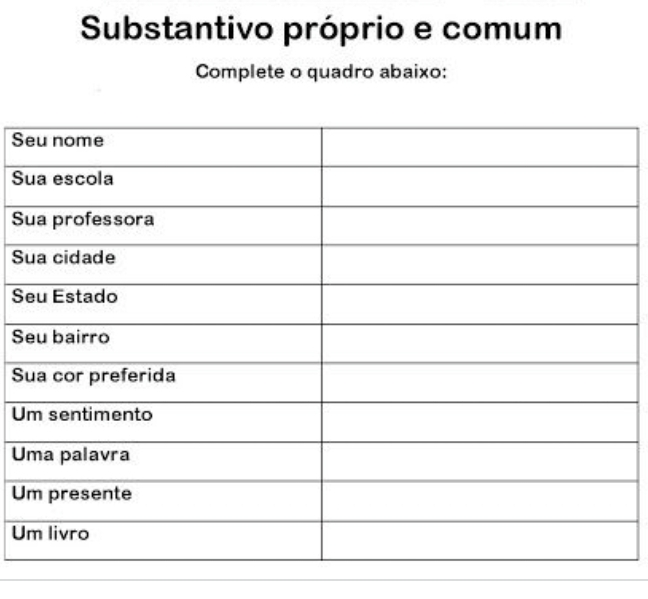 Substantivo próprio e comum
Complete o quadro abaixo:
Seu nome
Sua escola
Sua professora
Sua cidade
Seu Estado
Seu bairro
Sua cor preferida
Um sentimento
Uma palavra
Um presente
Um livro